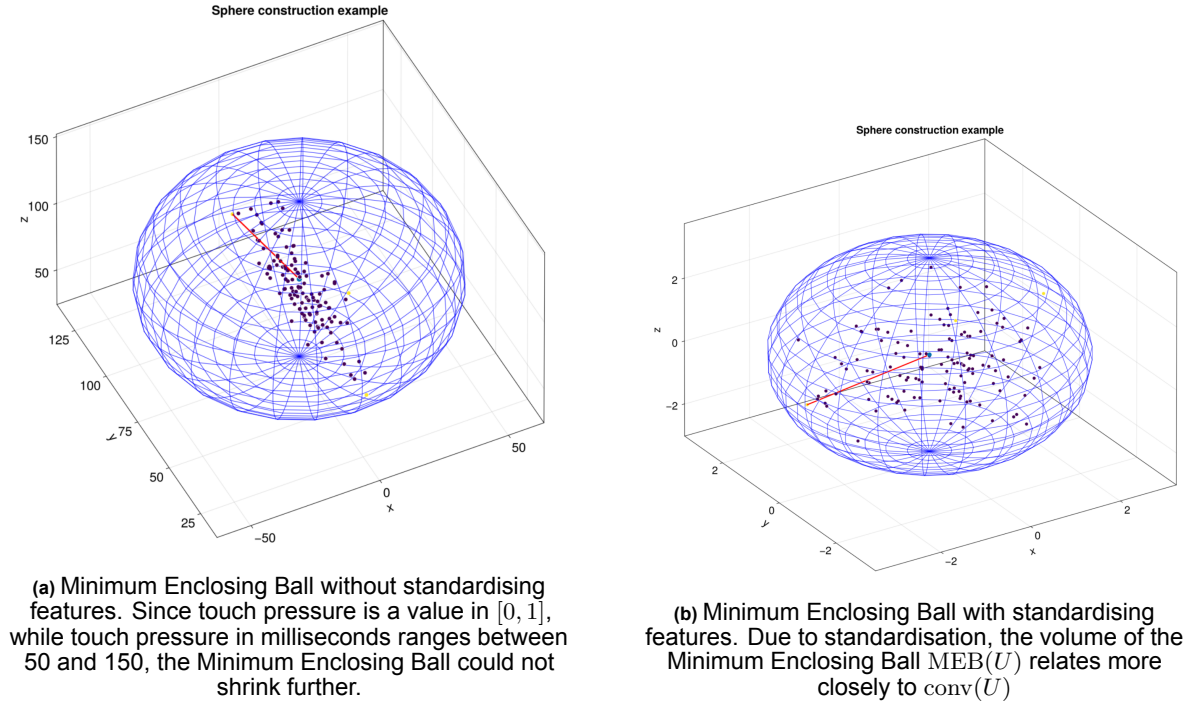 Sphere construction example
150
100
50
z
125
100
75
50
25
y
−50
0
50
x
(a) Minimum Enclosing Ball without standardising
features. Since touch pressure is a value in [0, 1],
while touch pressure in milliseconds ranges between
50 and 150, the Minimum Enclosing Ball could not
shrink further.
Sphere construction example
2
0
−2
z
2
0
−2
y
−2
0
2
x
(b) Minimum Enclosing Ball with standardising
features. Due to standardisation, the volume of the
Minimum Enclosing Ball MEB(U) relates more
closely to conv(U)